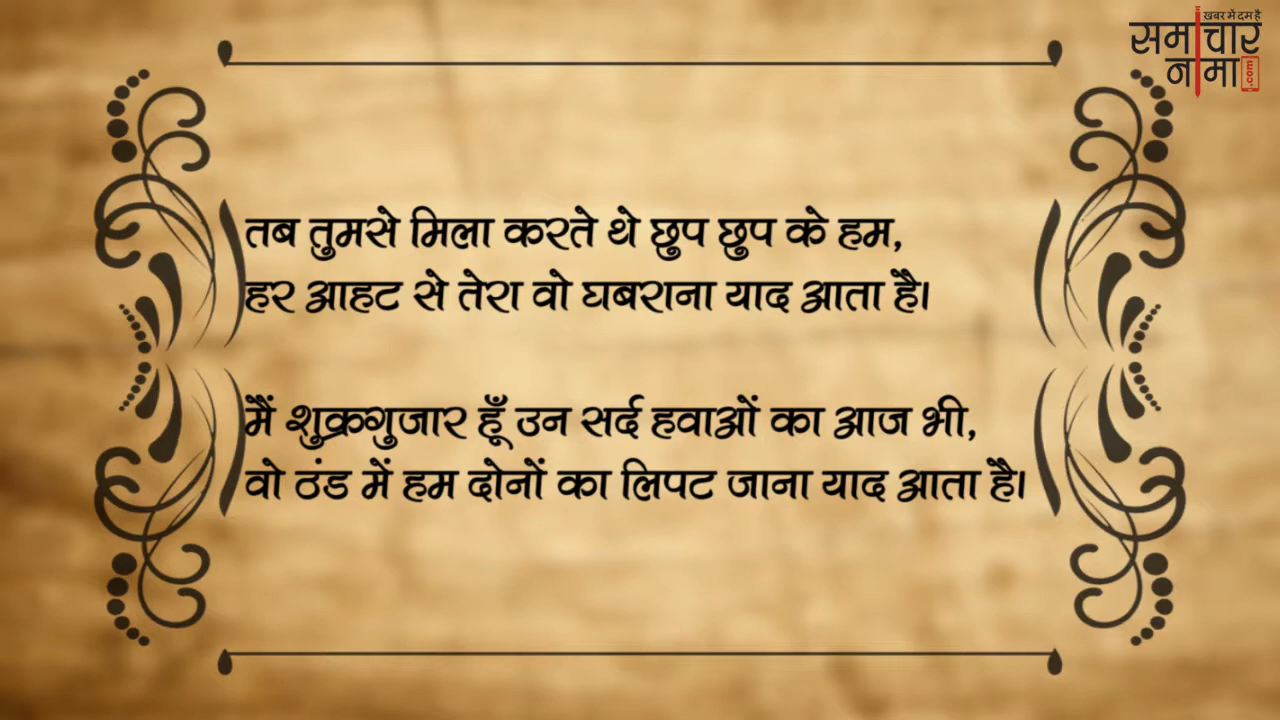 खबर में दम है
समाचार
नामा.com
तब तुमसे मिला करते थे छुप छुप के हम,
हर आहट से तेरा वो घबराना याद आता है।
मैं शुक्रगुजार हूँ उन सर्द हवाओं का आज भी,
वो ठंड में हम दोनों का लिपट जाना याद आता है।